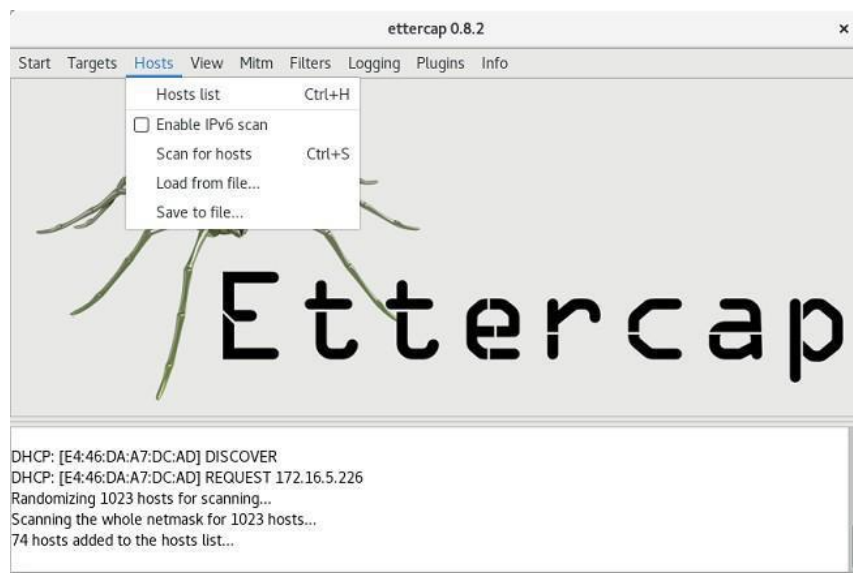 ettercap 0.8.2 ×
Start Targets Hosts View Mitm Filters Logging Plugins Info
Hosts list Ctrl+H
Enable IPv6 scan
Scan for hosts Ctrl+S
Load from file...
Save to file...
Ettercap
DHCP: [E4:46:DA:A7:DC:AD] DISCOVER
DHCP: [E4:46:DA:A7:DC:AD] REQUEST 172.16.5.226
Randomizing 1023 hosts for scanning...
Scanning the whole netmask for 1023 hosts...
74 hosts added to the hosts list...